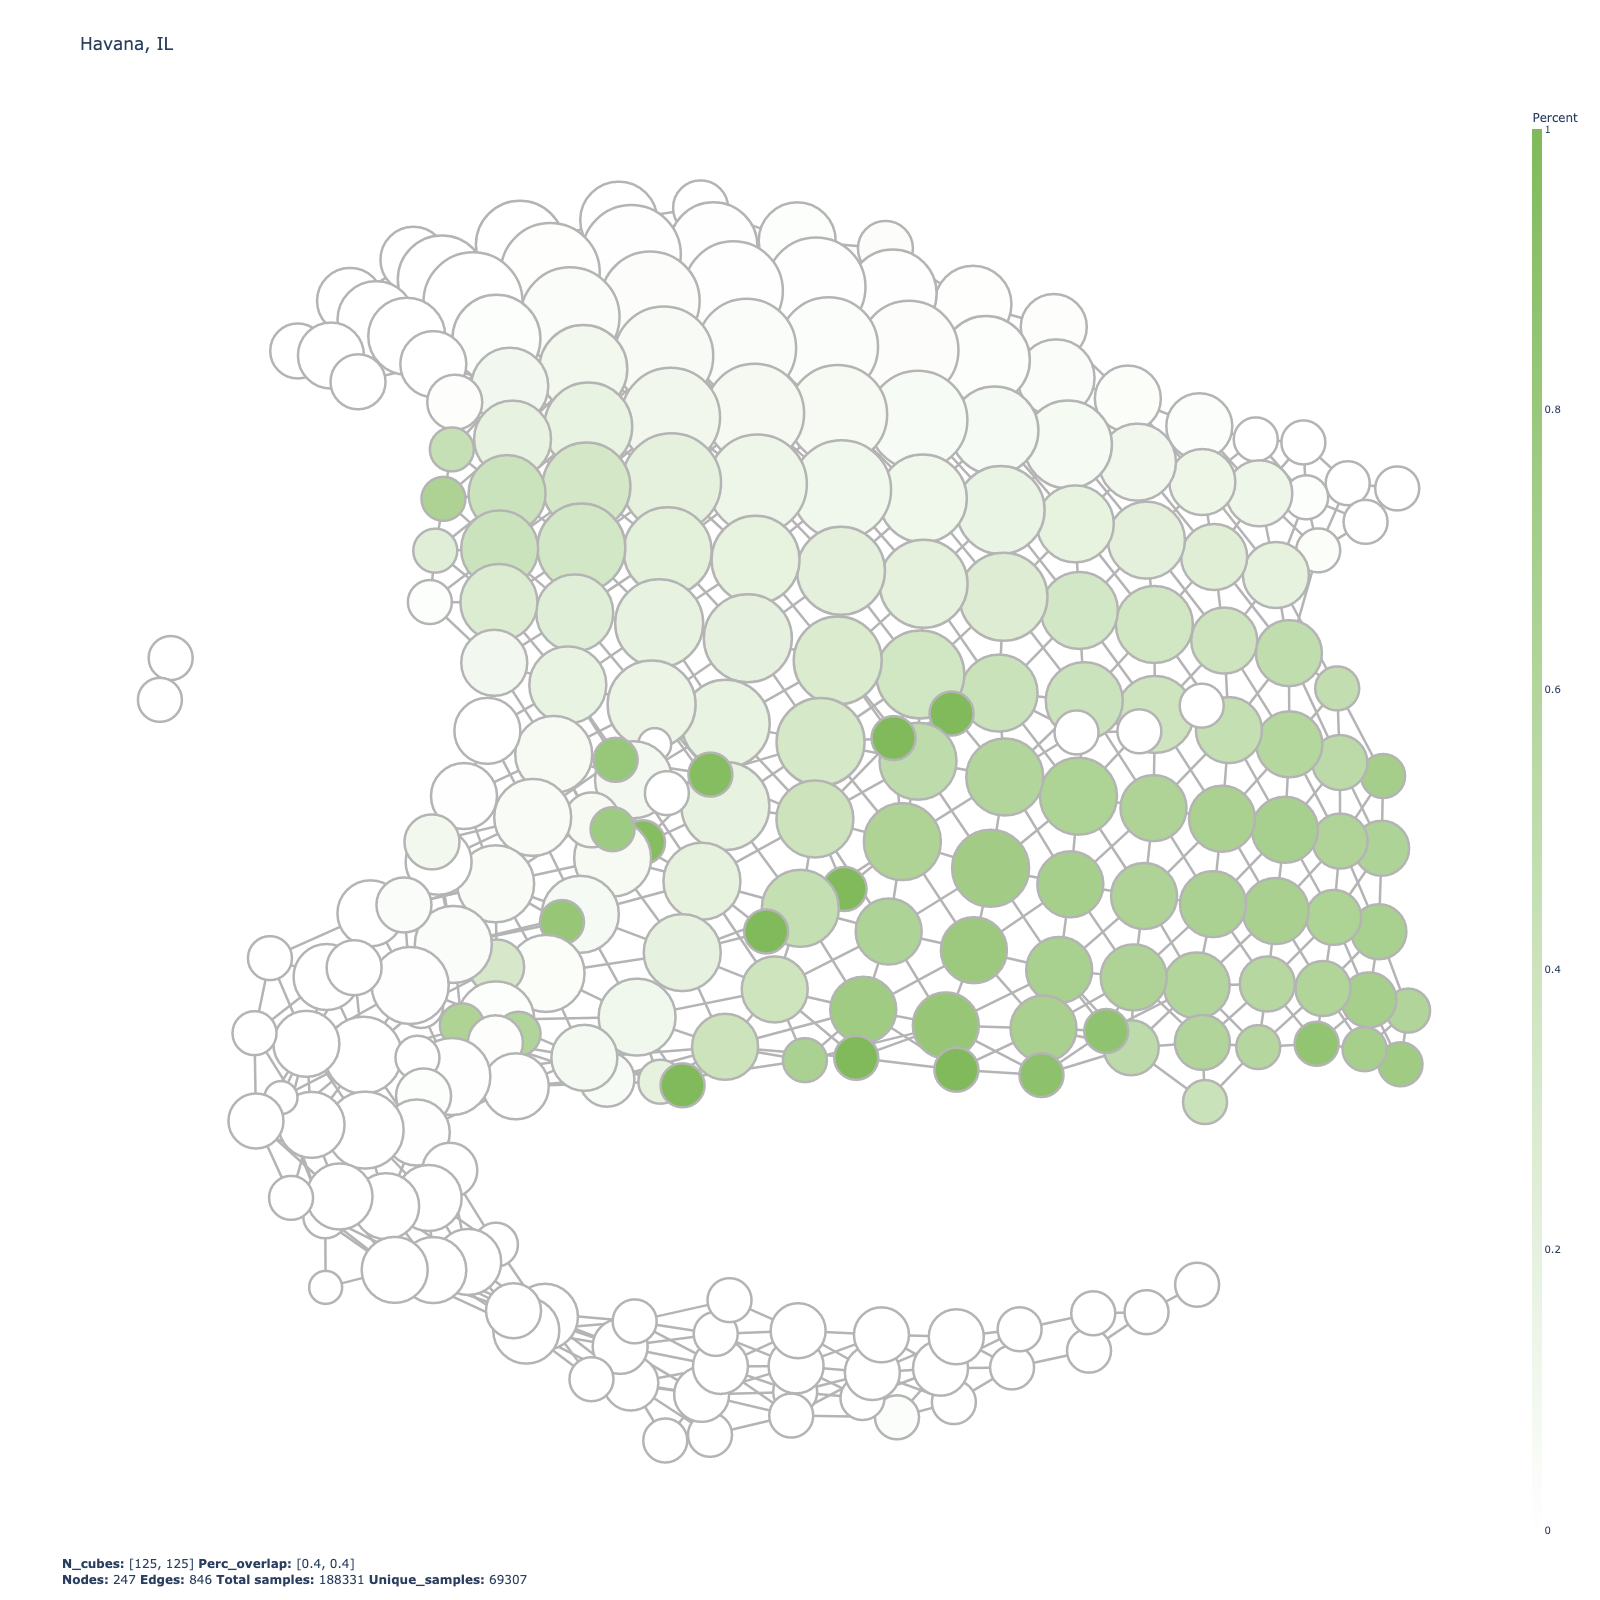 Havana, IL
Percent
1
0.8
0.6
0.4
0.2
0
N_cubes: [125, 125] Perc_overlap: [0.4, 0.4]
Nodes: 247 Edges: 846 Total samples: 188331 Unique_samples: 69307